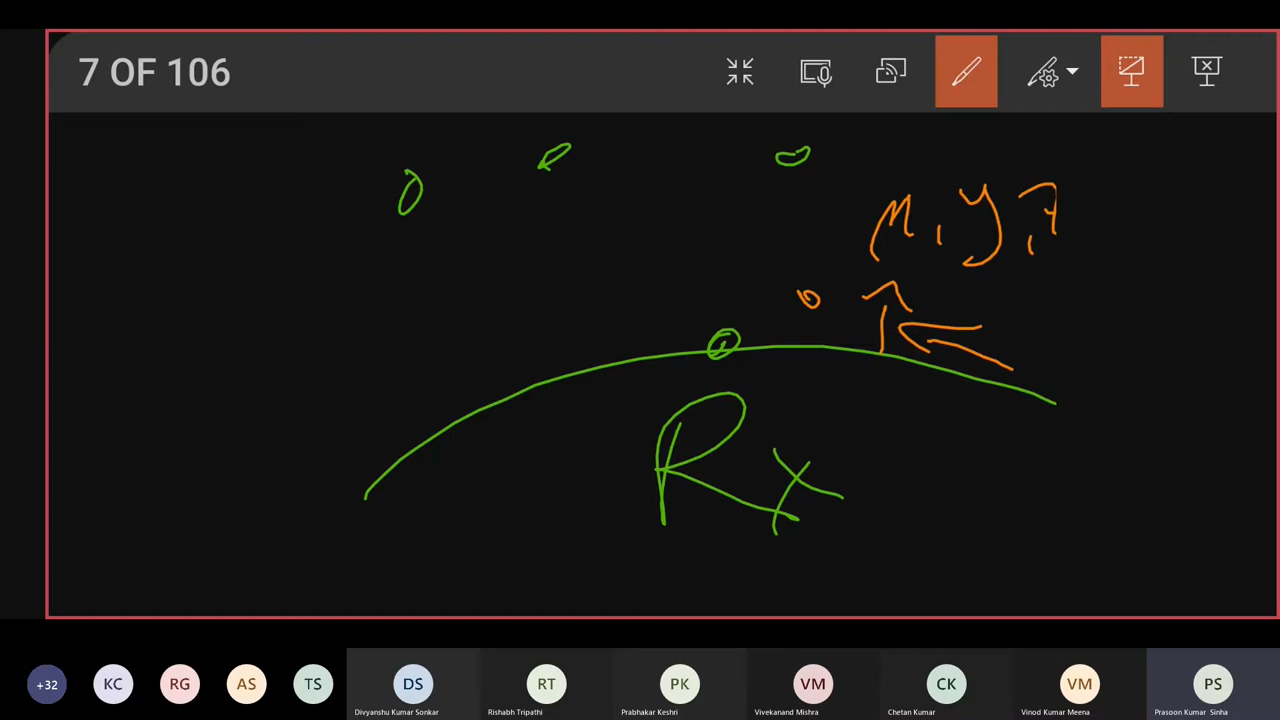 7 OF 106
Rx
+32
KC
RG
AS
TS
DS
RT
PK
VM
CK
VM
PS
Divyanshu Kumar Sonkar
Rishabh Tripathi
Prabhakar Keshri
Vivekanand Mishra
Chetan Kumar
Vinod Kumar Meena
Prasoon Kumar Sinha